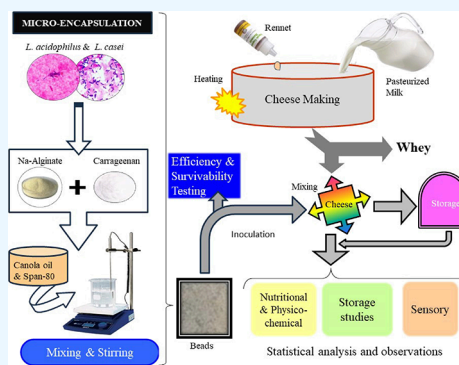 MICRO-ENCAPSULATION
L. acidophilus & L. casei
Na-Alginate
Carrageenan
+
Canola oil
& Span-80
Mixing & Stirring
Rennet
Heating
Pasteurized
Milk
Cheese Making
Whey
Efficiency &
Survivability
Testing
Mixing
Cheese
Storage
Inoculation
Beads
Nutritional
& Physico-
chemical
Storage
studies
Sensory
Statistical analysis and observations